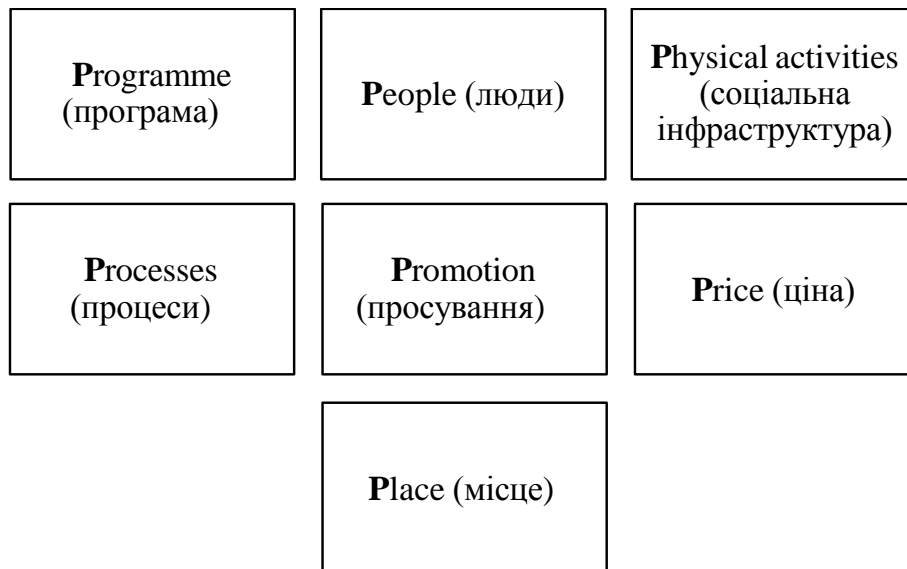 Programme
(програма)
People (люди)
Physical activities
(соціальна
інфраструктура)
Processes
(процеси)
Promotion
(просування)
Price (ціна)
Place (місце)